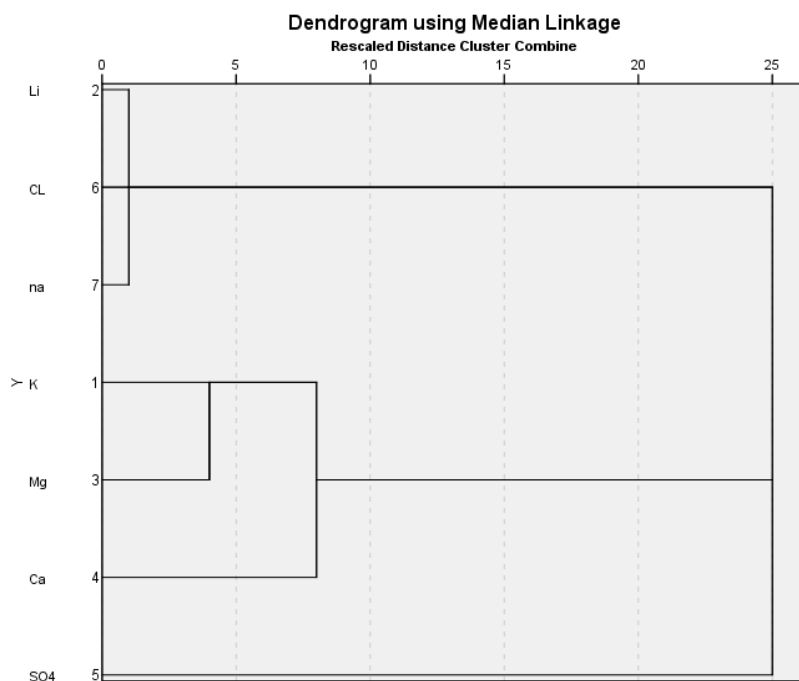 Dendrogram using Median Linkage
Rescaled Distance Cluster Combine
0 5 10 15 20 25
Li 2
CL 6
na 7
Y K 1
Mg 3
Ca 4
SO4 5